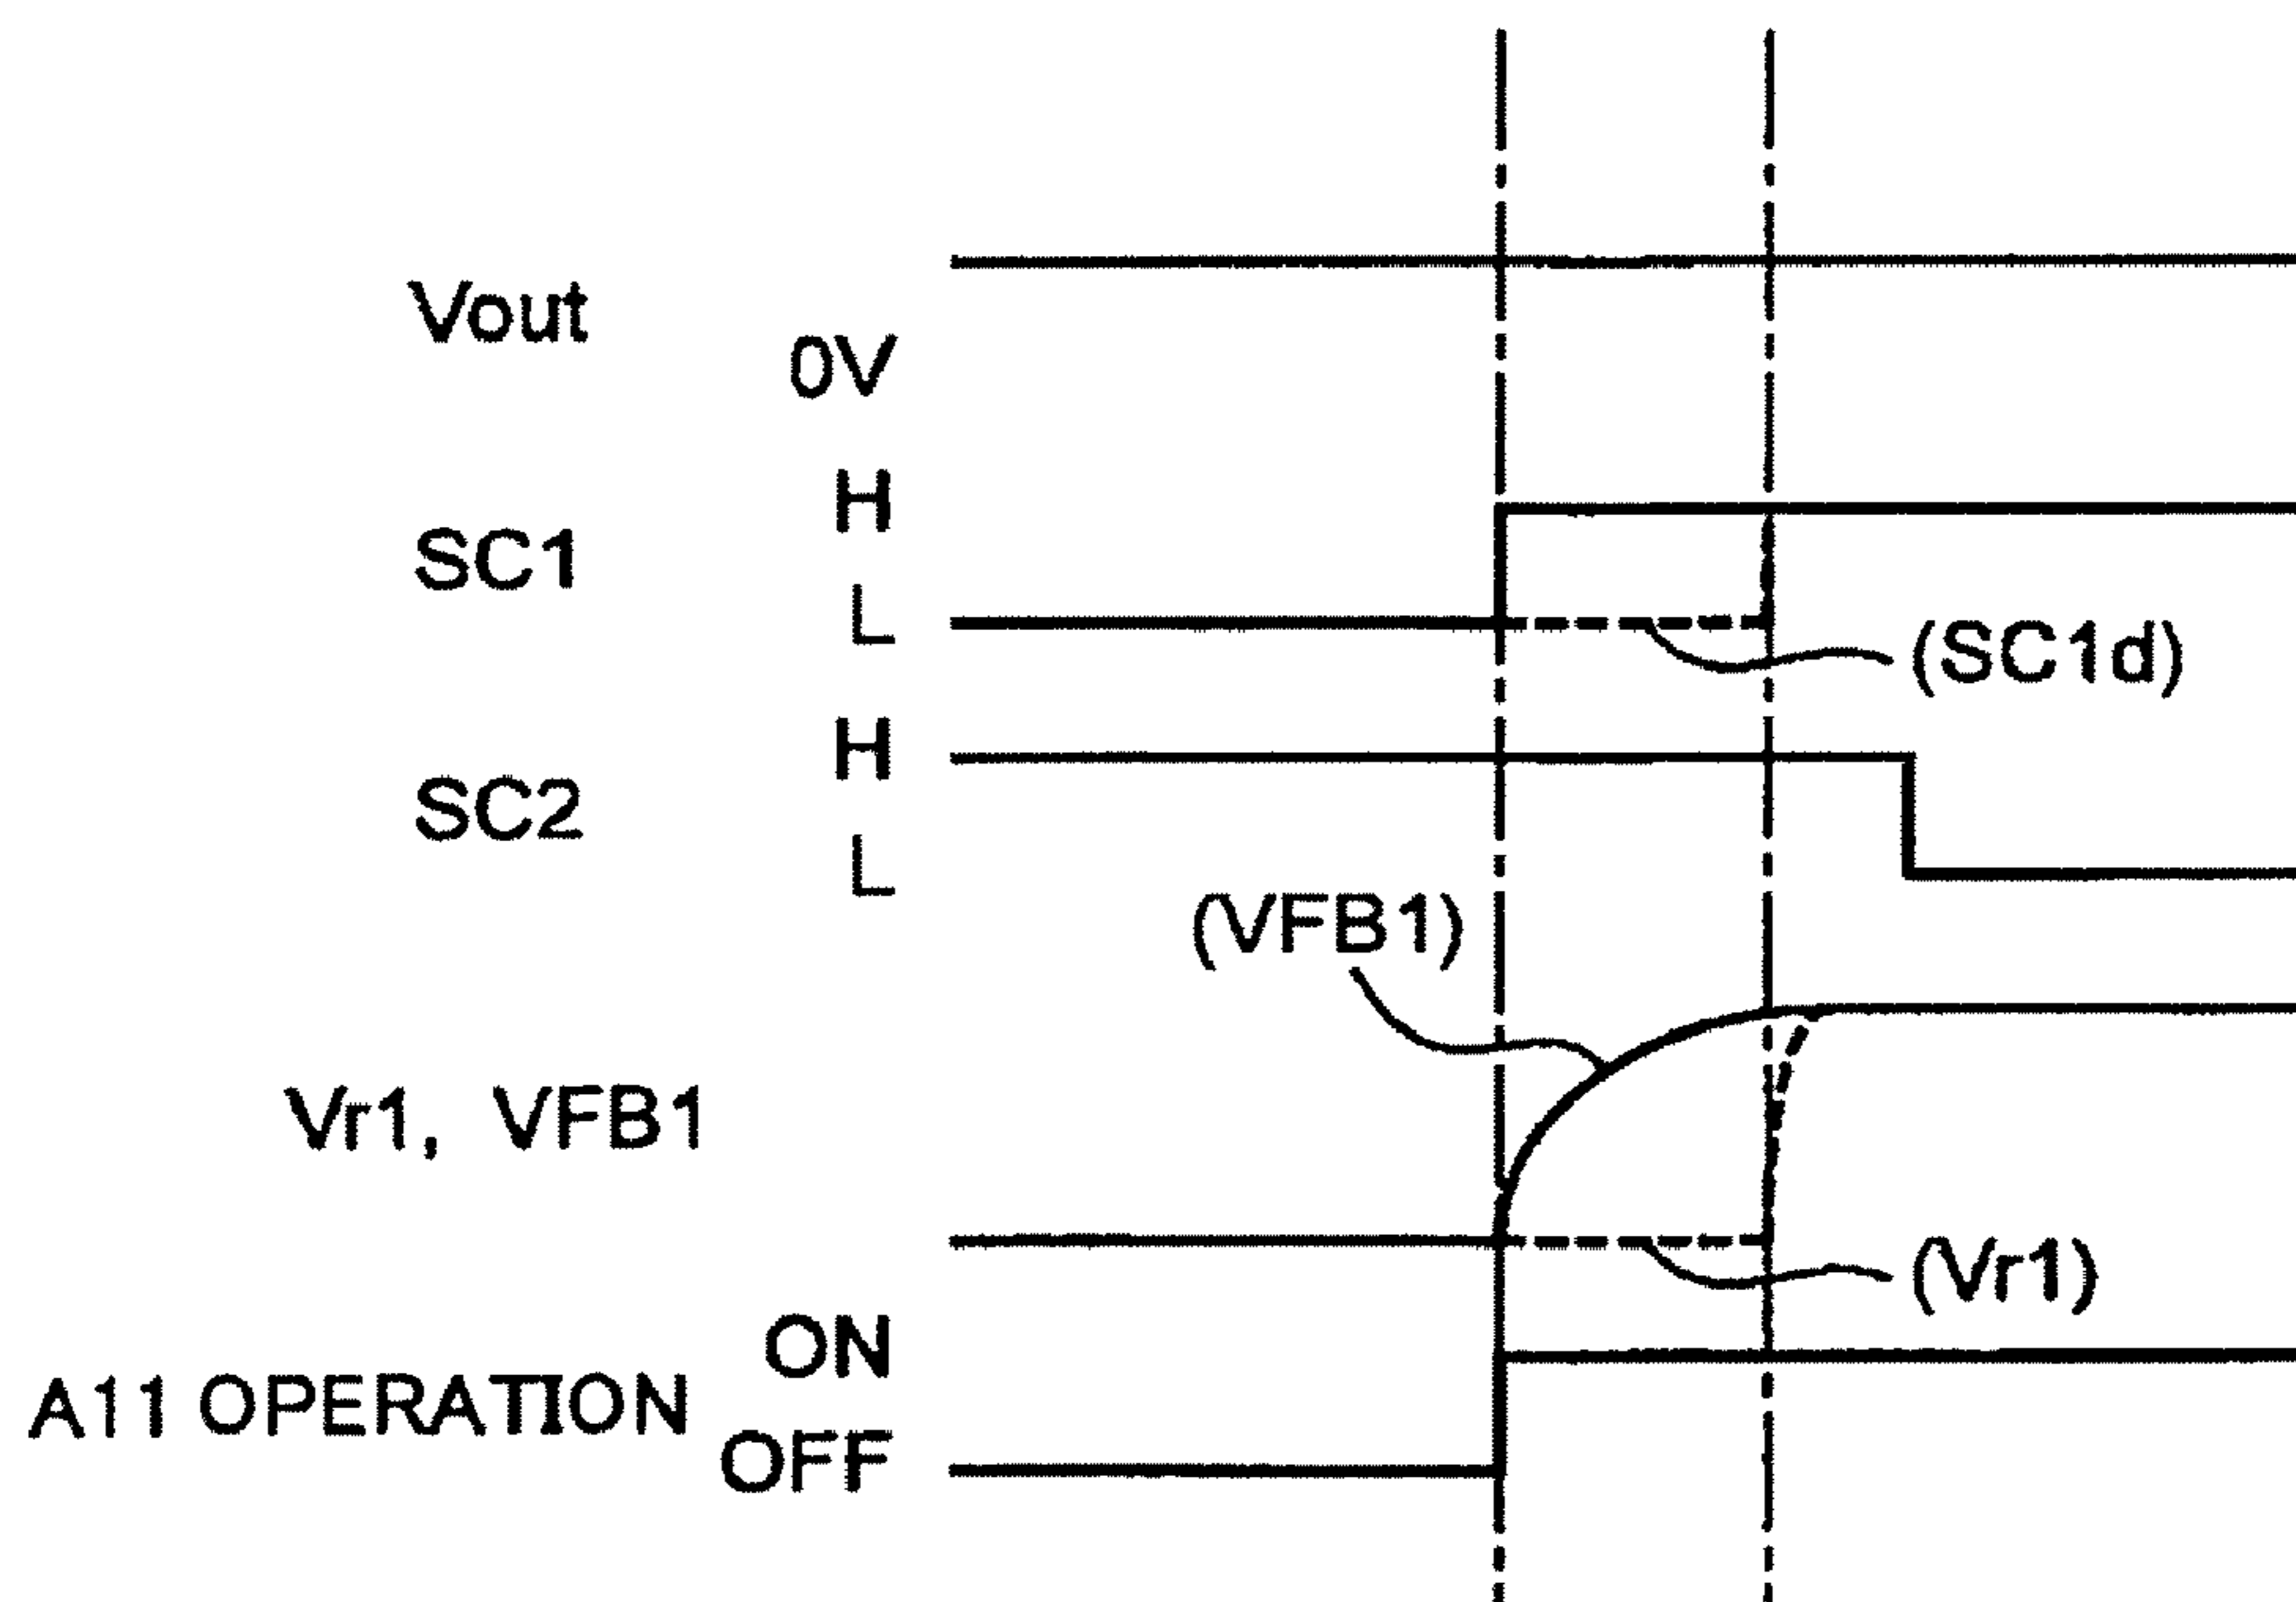 Vout
0V
H
SC1
L
(SC1d)
H
SC2
L
(VFB1)
Vr1, VFB1
(Vr1)
ON
A11 OPERATION
OFF